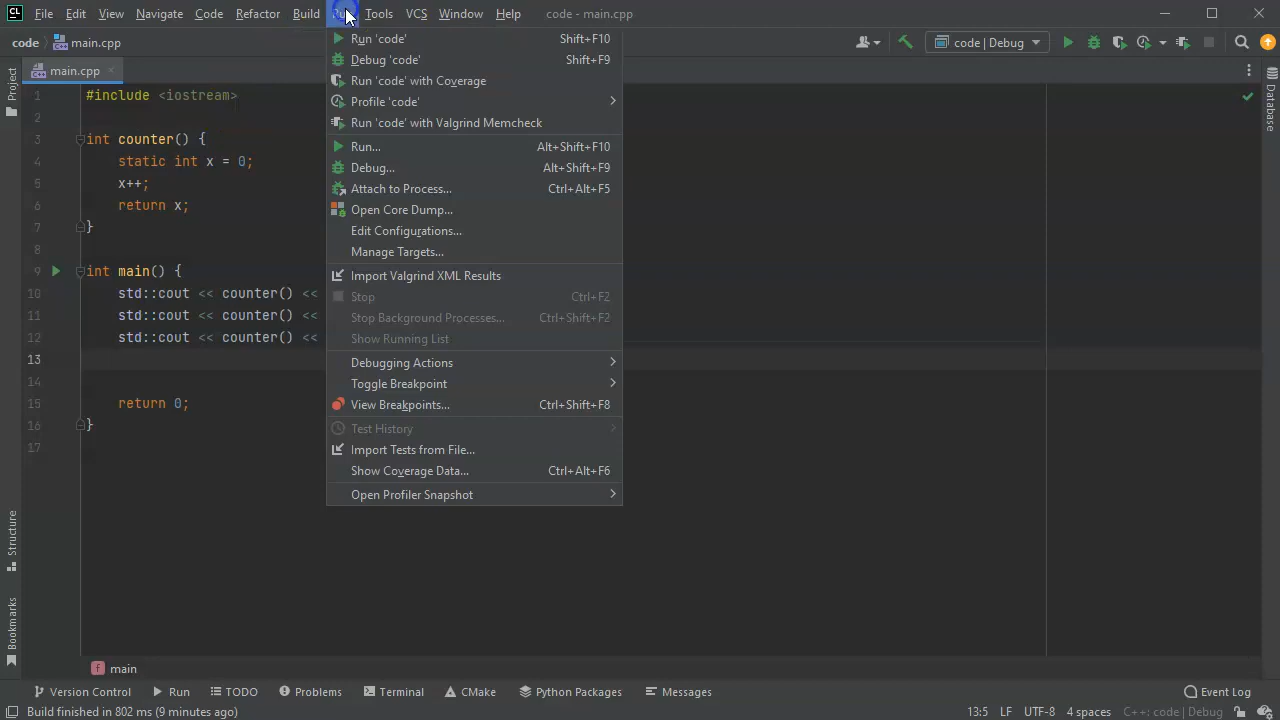 CL File Edit View Navigate Code Refactor Build Tools VCS Window Help code - main.cpp
code main.cpp code | Debug
main.cpp
Project
Database
Structure
Bookmarks
1 #include <iostream>
2
3 int counter() {
4 static int x = 0;
5 x++;
6 return x;
7 }
8
9 int main() {
10 std::cout << counter() <<
11 std::cout << counter() <<
12 std::cout << counter() <<
13
14
15 return 0;
16 }
17
Run 'code' Shift+F10
Debug 'code' Shift+F9
Run 'code' with Coverage
Profile 'code'
Run 'code' with Valgrind Memcheck
Run... Alt+Shift+F10
Debug... Alt+Shift+F9
Attach to Process... Ctrl+Alt+F5
Open Core Dump...
Edit Configurations...
Manage Targets...
Import Valgrind XML Results
Stop Ctrl+F2
Stop Background Processes... Ctrl+Shift+F2
Show Running List
Debugging Actions
Toggle Breakpoint
View Breakpoints... Ctrl+Shift+F8
Test History
Import Tests from File...
Show Coverage Data... Ctrl+Alt+F6
Open Profiler Snapshot
f main
Version Control Run TODO Problems Terminal CMake Python Packages Messages Event Log
Build finished in 802 ms (9 minutes ago) 13:5 LF UTF-8 4 spaces C++: code | Debug